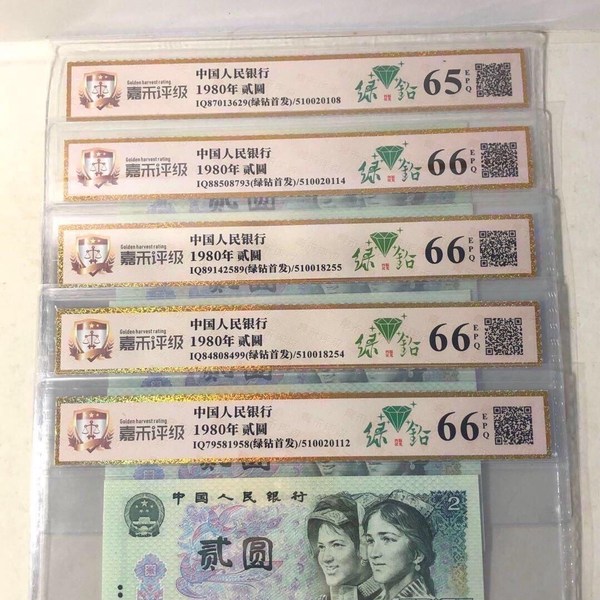 Golden harvest rating
嘉禾评级
中国人民银行
1980年 贰圆
IQ87013629(绿钻首发)/510020108
绿钻
65
EPQ
Golden harvest rating
嘉禾评级
中国人民银行
1980年 贰圆
IQ88508793(绿钻首发)/510020114
绿钻
66
EPQ
Golden harvest rating
嘉禾评级
中国人民银行
1980年 贰圆
IQ89142589(绿钻首发)/510018255
绿钻
66
EPQ
贰圆
Golden harvest rating
嘉禾评级
中国人民银行
1980年 贰圆
IQ84808499(绿钻首发)/510018254
绿钻
66
EPQ
Golden harvest rating
嘉禾评级
中国人民银行
1980年 贰圆
IQ79581958(绿钻首发)/510020112
绿钻
66
EPQ
中国人民银行
2
贰圆